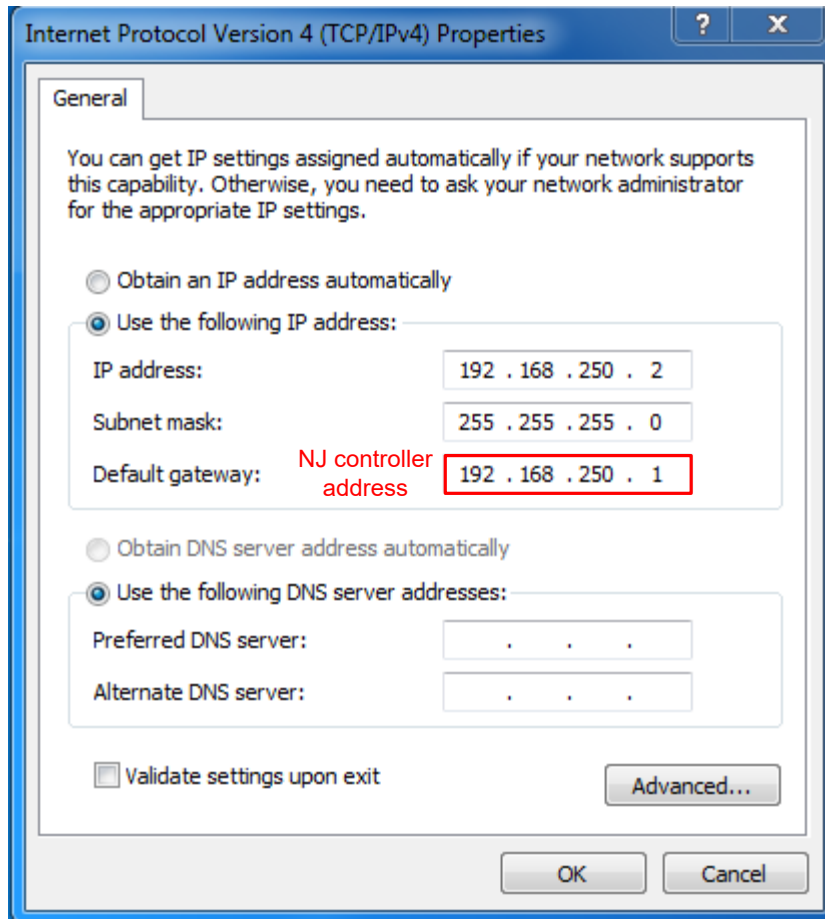 Internet Protocol Version 4 (TCP/IPv4) Properties
?
X
General
You can get IP settings assigned automatically if your network supports
this capability. Otherwise, you need to ask your network administrator
for the appropriate IP settings.
Obtain an IP address automatically
Use the following IP address:
IP address: 192 . 168 . 250 . 2
Subnet mask: 255 . 255 . 255 . 0
Default gateway: NJ controller address 192 . 168 . 250 . 1
Obtain DNS server address automatically
Use the following DNS server addresses:
Preferred DNS server: . . .
Alternate DNS server: . . .
Validate settings upon exit
Advanced...
OK
Cancel